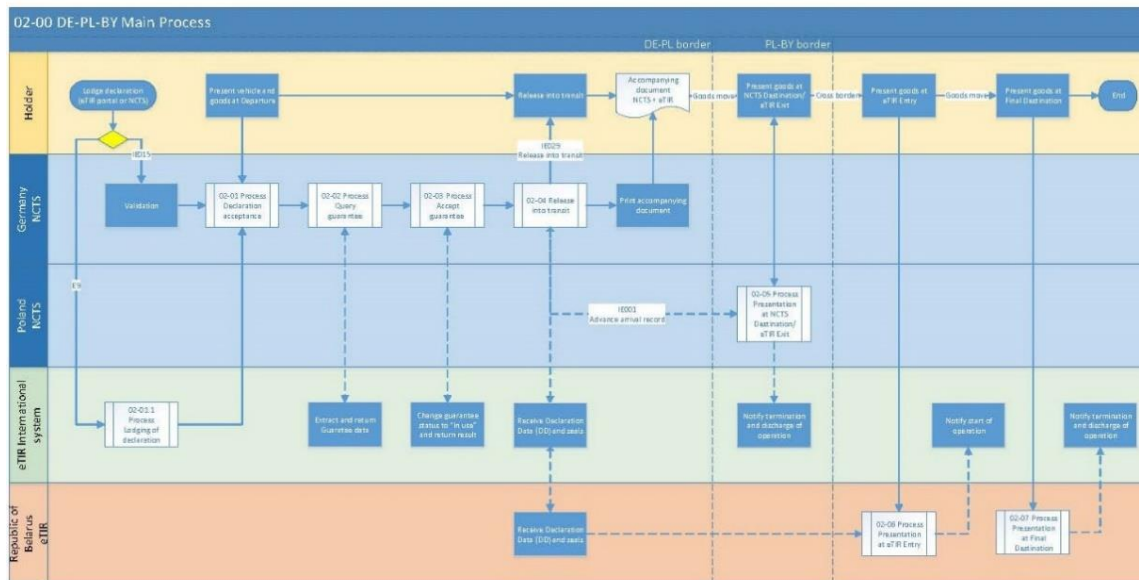 02-00 DE-PL-BY Main Process
DE-PL border
PL-BY border
Holder
Lodge declaration
(eTIR portal or NCTS)
Present vehicle and
goods at Departure
Release into transit
Accompanying
document
NCTS + eTIR
Goods move
Present goods at
NCTS Destination/
eTIR Exit
Cross border
Present goods at
eTIR Entry
Goods move
Present goods at
Final Destination
End
IE015
IE029
Release into transit
Germany
NCTS
Validation
02-01 Process
Declaration
acceptance
02-02 Process
Query
guarantee
02-03 Process
Accept
guarantee
02-04 Release
into transit
Print accompanying
document
Poland
NCTS
E9
IE001
Advance arrival record
02-05 Process
Presentation
at NCTS
Destination/
eTIR Exit
eTIR International
system
02-01.1
Process
Lodging of
declaration
Extract and return
Guarantee data
Change guarantee
status to "in use"
and return result
Receive Declaration
Data (DD) and seals
Notify termination
and discharge of
operation
Notify start of
operation
Notify termination
and discharge of
operation
Republic of
Belarus
eTIR
Receive Declaration
Data (DD) and seals
02-06 Process
Presentation
at eTIR Entry
02-07 Process
Presentation
at Final
Destination